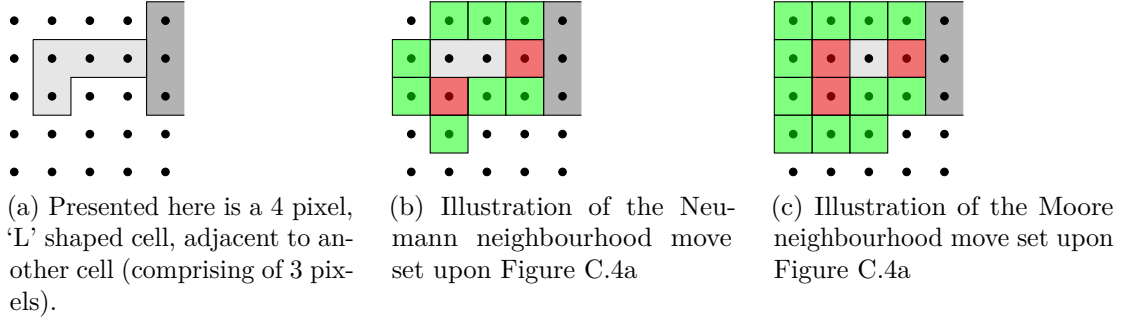 (a) Presented here is a 4 pixel,
‘L’ shaped cell, adjacent to an-
other cell (comprising of 3 pix-
els).
(b) Illustration of the Neu-
mann neighbourhood move
set upon Figure C.4a
(c) Illustration of the Moore
neighbourhood move set upon
Figure C.4a